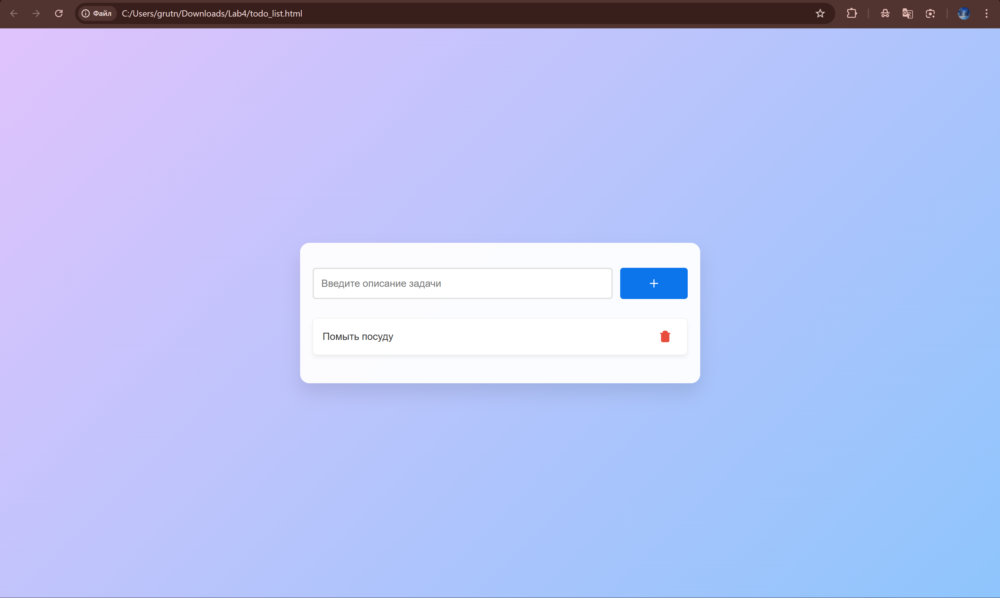 Файл C:/Users/grutn/Downloads/Lab4/todo_list.html
Введите описание задачи
Помыть посуду